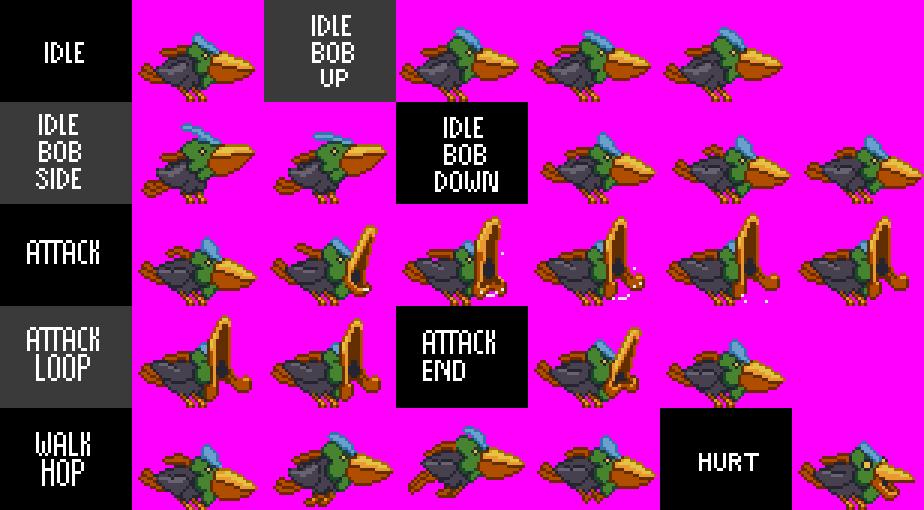 IDLE
IDLE
BOB
UP
IDLE
BOB
SIDE
IDLE
BOB
DOWN
ATTACK
ATTACK
LOOP
ATTACK
END
WALK
HOP
HURT